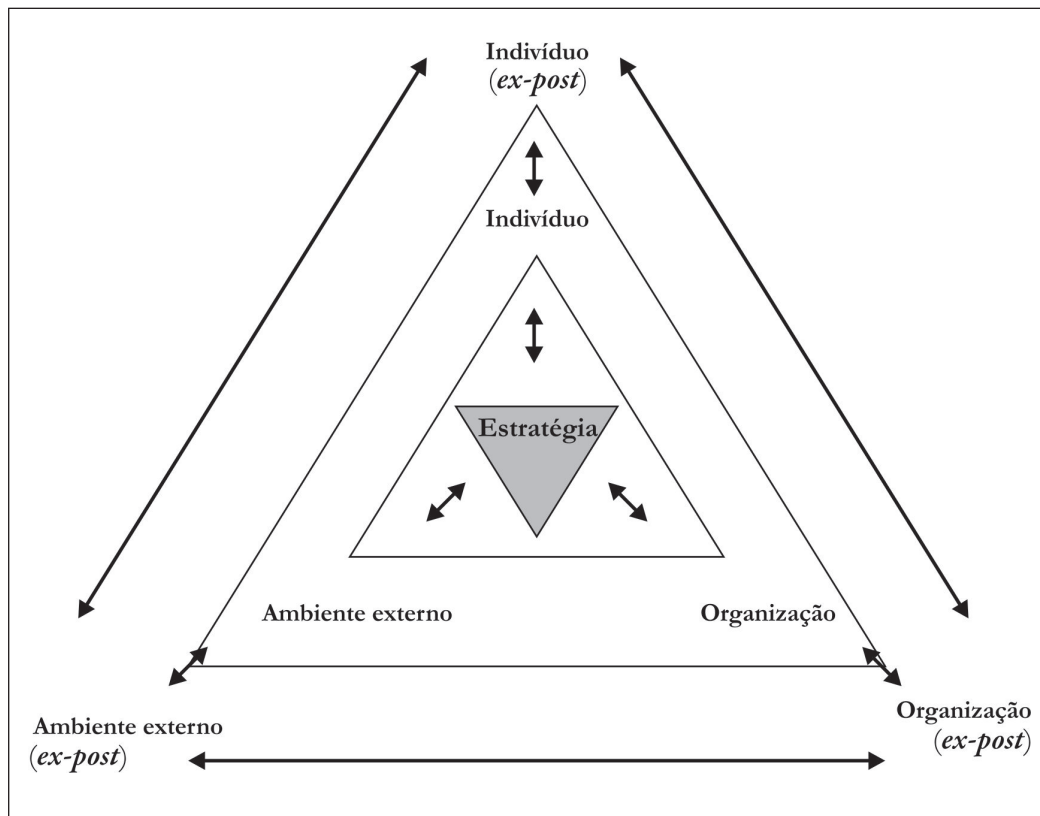 Indivíduo
(ex-post)
Indivíduo
Estratégia
Ambiente externo
Organização
Ambiente externo
(ex-post)
Organização
(ex-post)